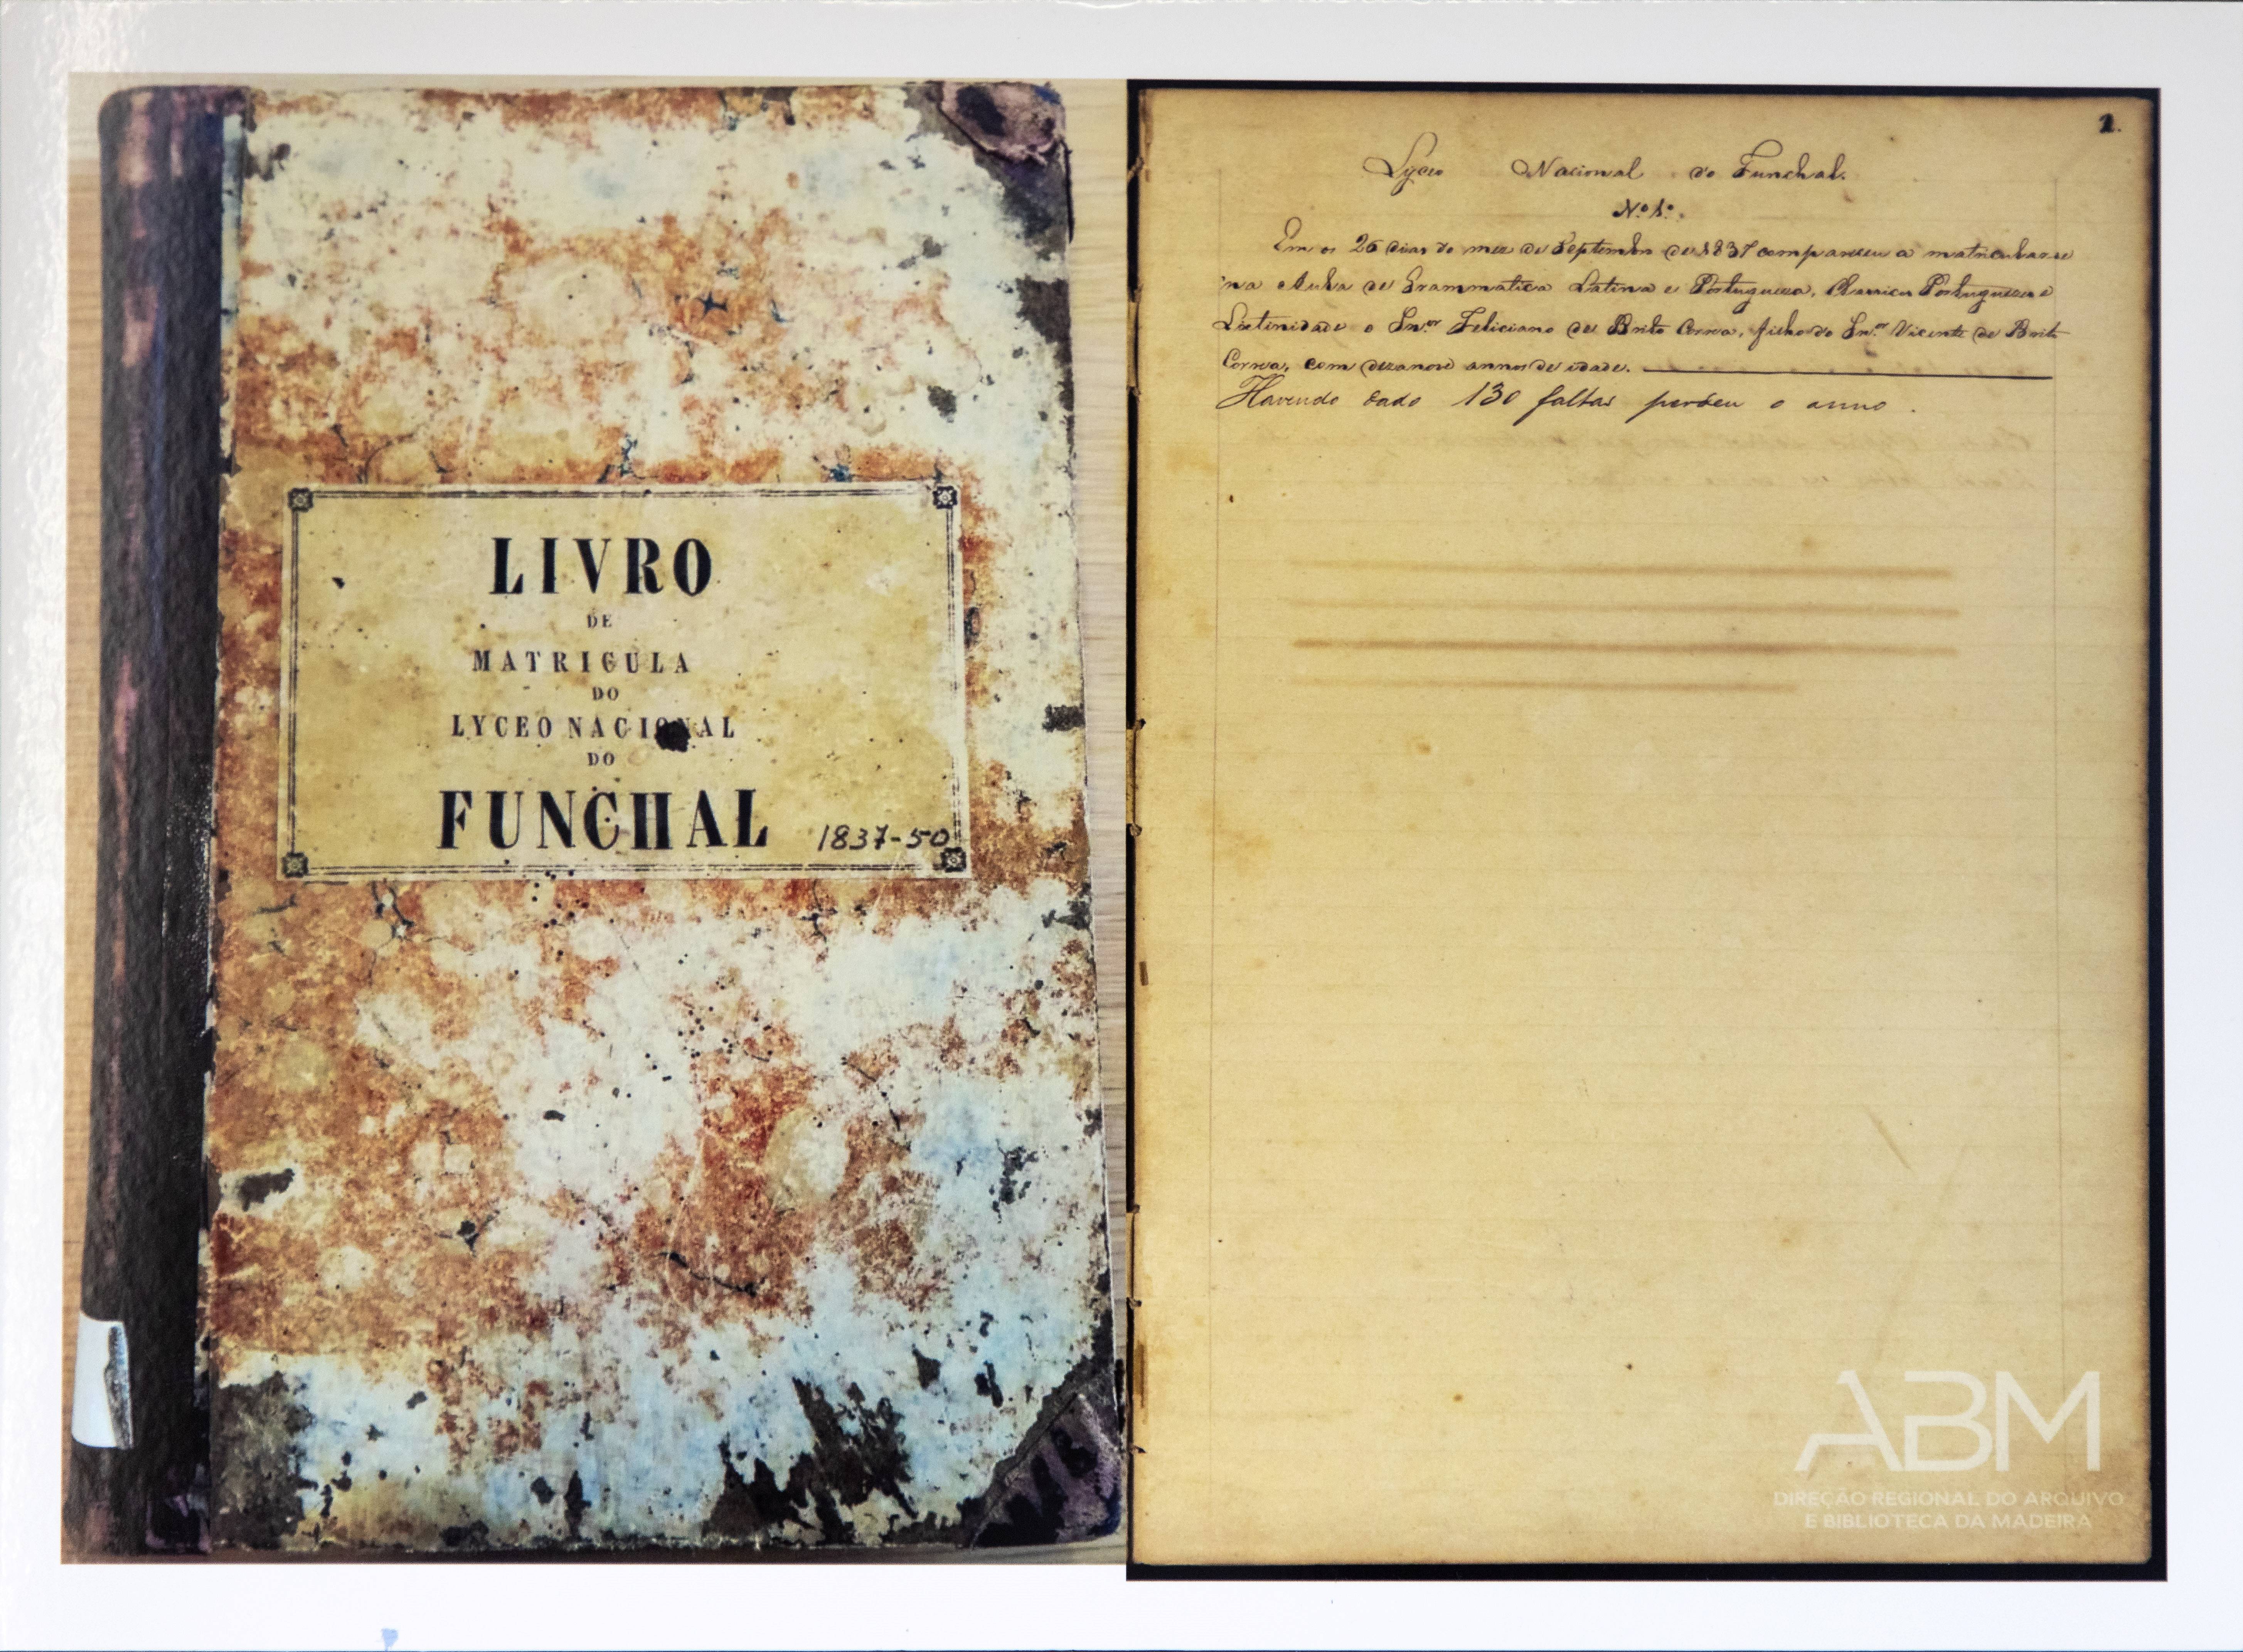 LIVRO
DE
MATRICULA
DO
LYCEO NACIONAL
DO
FUNCHAL 1837-50
1.
Lyceo Nacional do Funchal.
Nº 1º.
Em os 26 dias do mez de Septembro de 1837 compareceu a matricular-se
na Aula de Grammatica Latina e Portugueza, Classica Portugueza e
Latinidade o Snr. Feliciano de Brito Correa, filho do Snr. Vicente de Brito
Correa, com dezanove annos de idade.
Havendo dado 130 faltas perdeu o anno.
ABM
DIREÇÃO REGIONAL DO ARQUIVO
E BIBLIOTECA DA MADEIRA